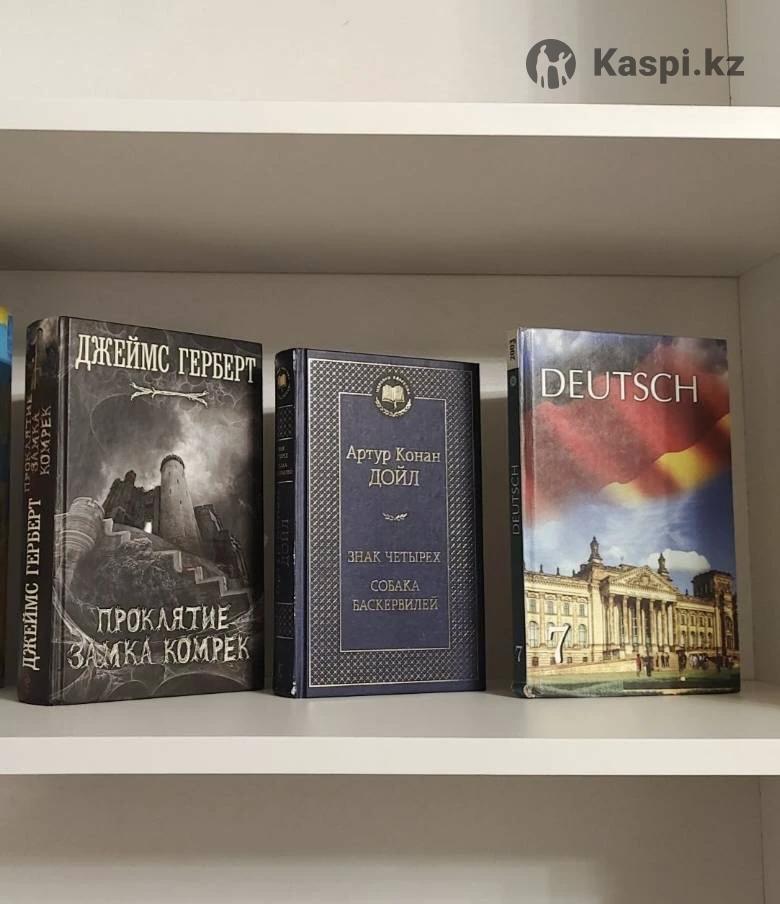 Kaspi.kz
ДЖЕЙМС ГЕРБЕРТ
ПРОКЛЯТИЕ
ЗАМКА КОМРЕК
ДЖЕЙМС ГЕРБЕРТ
ПРОКЛЯТИЕ
ЗАМКА
КОМРЕК
Артур Конан
ДОЙЛ
ЗНАК ЧЕТЫРЕХ
СОБАКА
БАСКЕРВИЛЕЙ
ДОЙЛ
DEUTSCH
7
2003
DEUTSCH
7